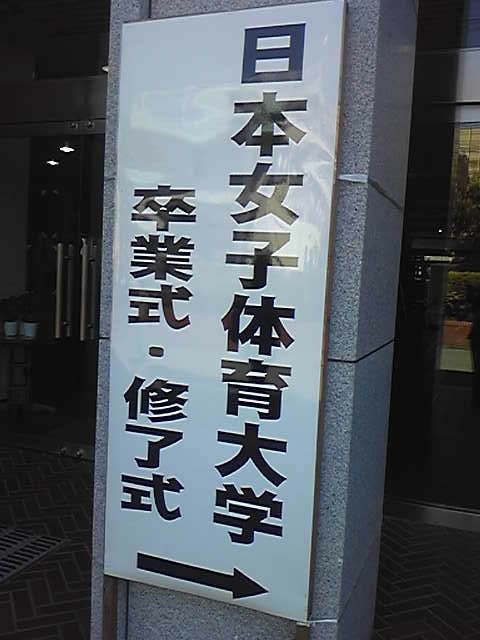 日本女子体育大学
卒業式・修了式
→